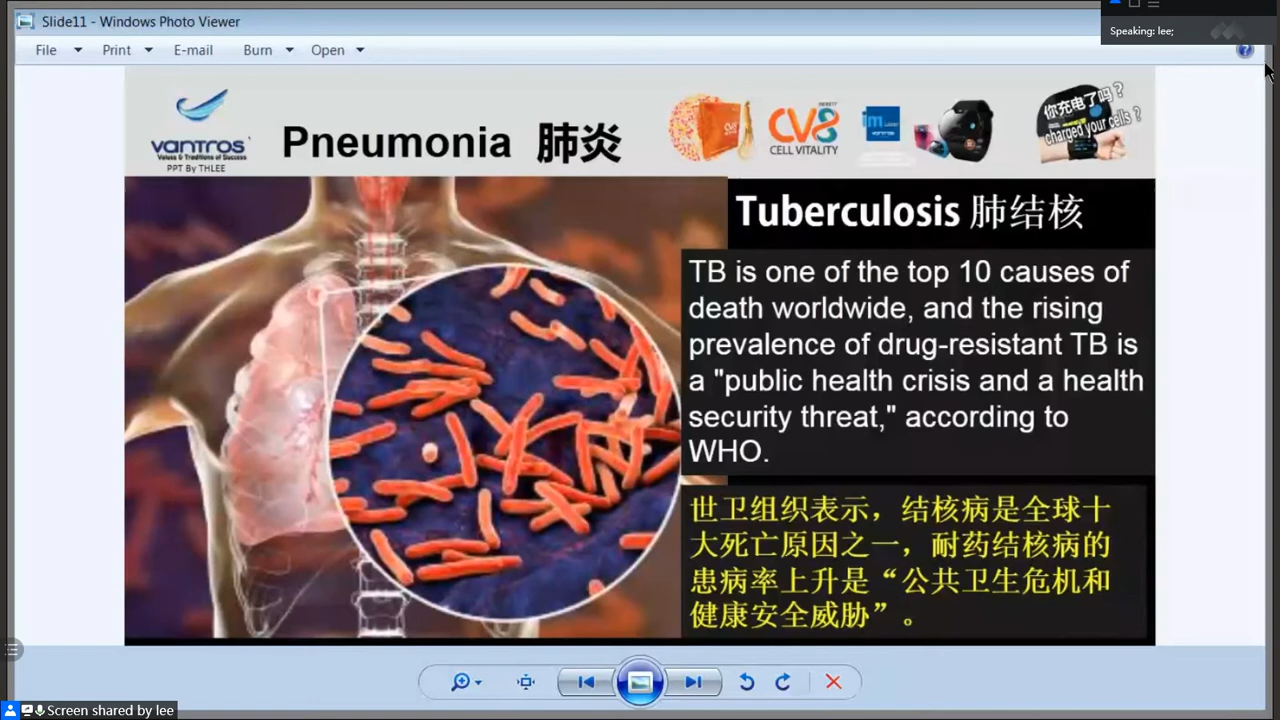 Slide11 - Windows Photo Viewer
Speaking: lee;
File Print E-mail Burn Open
vantros
Values & Traditions of Success
PPT By THLEE
Pneumonia 肺炎
CV8
CELL VITALITY
vantros
你充电了吗?
charged your cells ?
Tuberculosis 肺结核
TB is one of the top 10 causes of
death worldwide, and the rising
prevalence of drug-resistant TB is
a "public health crisis and a health
security threat," according to
WHO.
世卫组织表示，结核病是全球十
大死亡原因之一，耐药结核病的
患病率上升是“公共卫生危机和
健康安全威胁”。
Screen shared by lee